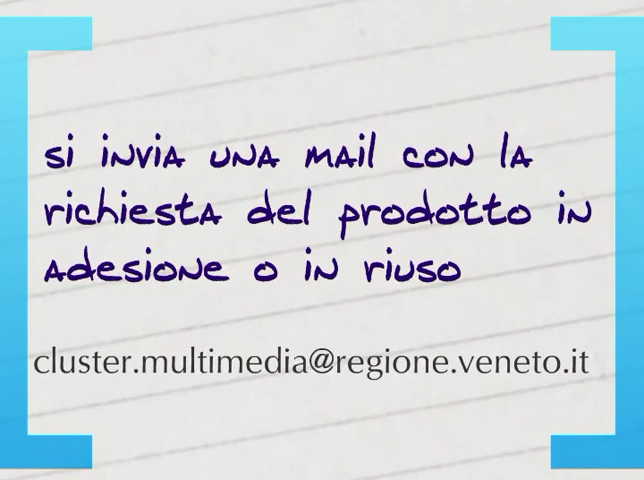 si invia una mail con la
richiesta del prodotto in
adesione o in riuso
cluster.multimedia@regione.veneto.it